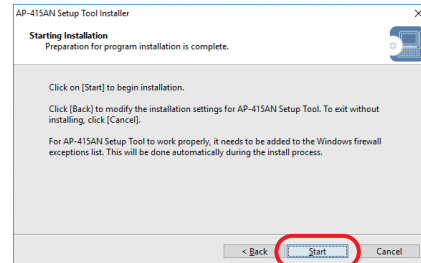 AP-415AN Setup Tool Installer
Starting Installation
Preparation for program installation is complete.
Click on [Start] to begin installation.
Click [Back] to modify the installation settings for AP-415AN Setup Tool. To exit without
installing, click [Cancel].
For AP-415AN Setup Tool to work properly, it needs to be added to the Windows firewall
exceptions list. This will be done automatically during the install process.
< Back Start Cancel